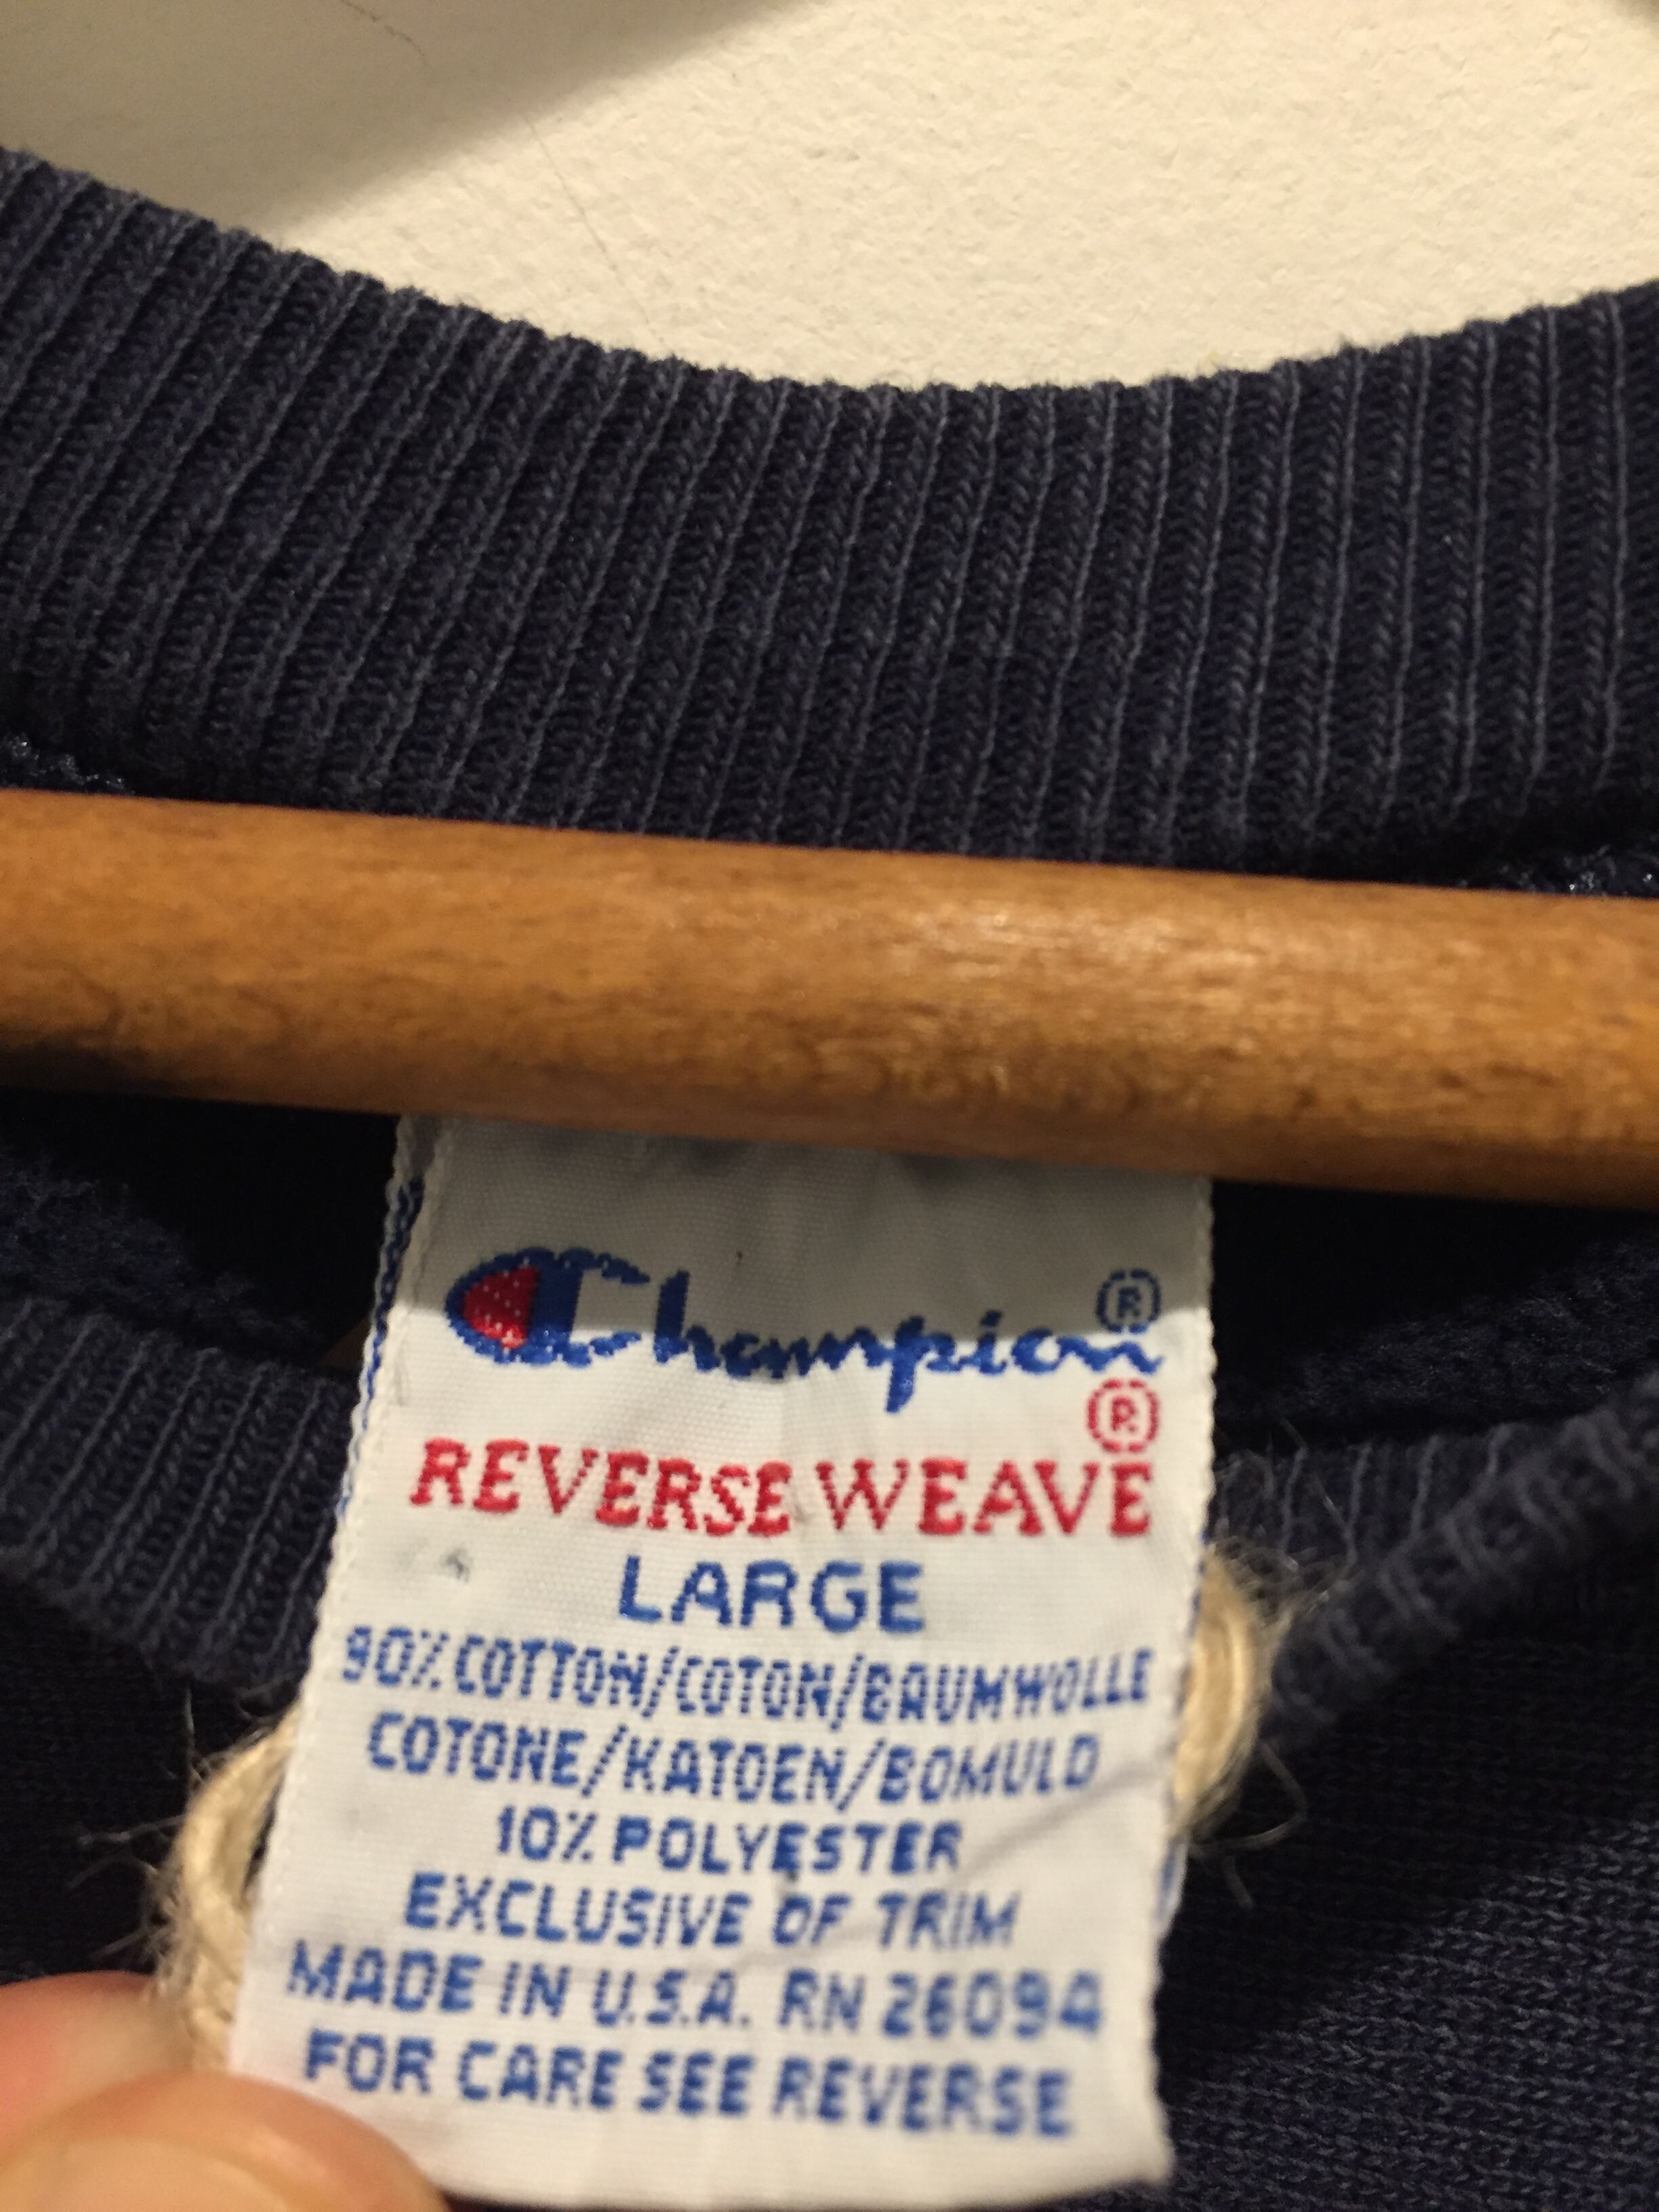 Champion®
®
REVERSE WEAVE
LARGE
90% COTTON/COTON/BAUMWOLLE
COTONE/KATOEN/BOMULD
10% POLYESTER
EXCLUSIVE OF TRIM
MADE IN U.S.A. RN 26094
FOR CARE SEE REVERSE